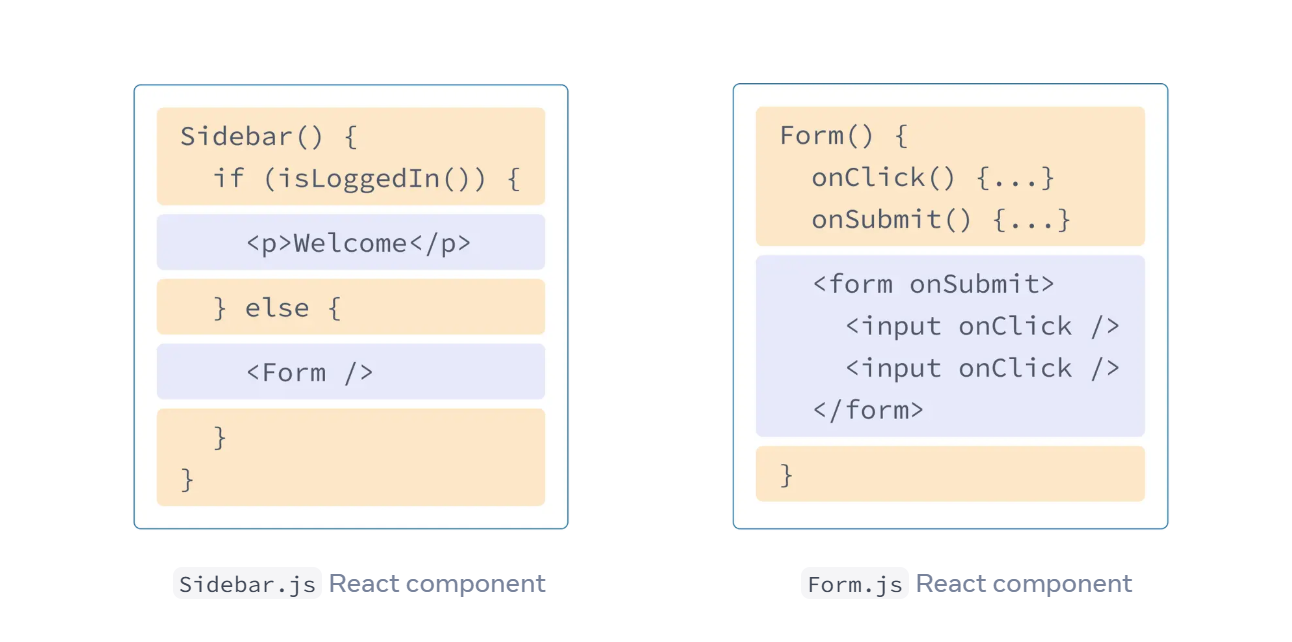 Sidebar() {
if (isLoggedIn()) {
<p>Welcome</p>
} else {
<Form />
}
}
Sidebar.js React component
Form() {
onClick() {...}
onSubmit() {...}
<form onSubmit>
<input onClick />
<input onClick />
</form>
}
Form.js React component